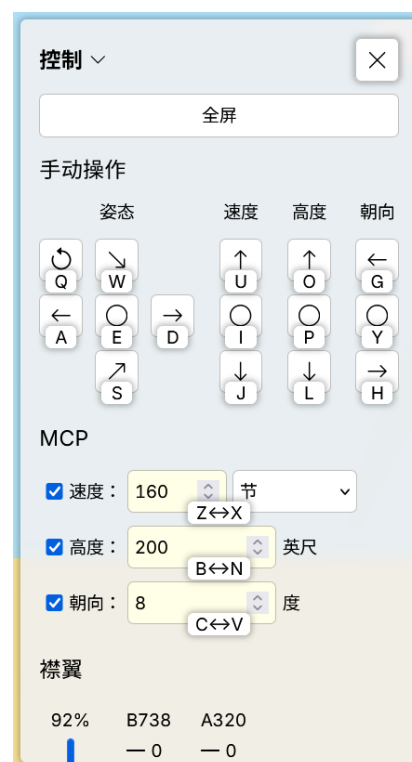 控制
全屏
手动操作
姿态 速度 高度 朝向
Q W U O G
A E D I P Y
S J L H
MCP
速度： 160 节
Z↔X
高度： 200 英尺
B↔N
朝向： 8 度
C↔V
襟翼
92% B738 A320
— 0 — 0